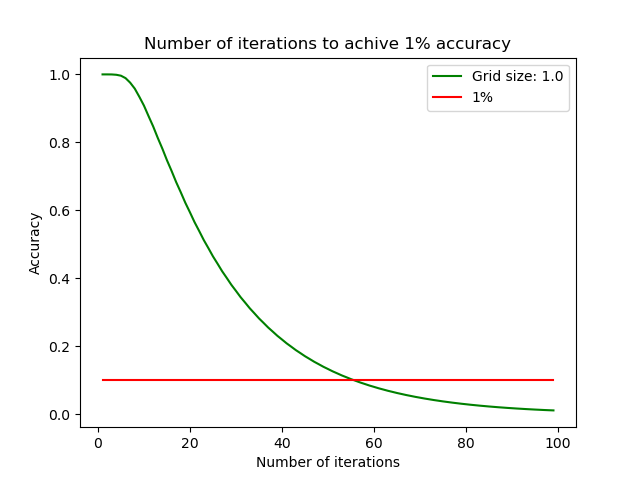 Number of iterations to achive 1% accuracy
Grid size: 1.0
1%
Accuracy
1.0
0.8
0.6
0.4
0.2
0.0
0 20 40 60 80 100
Number of iterations